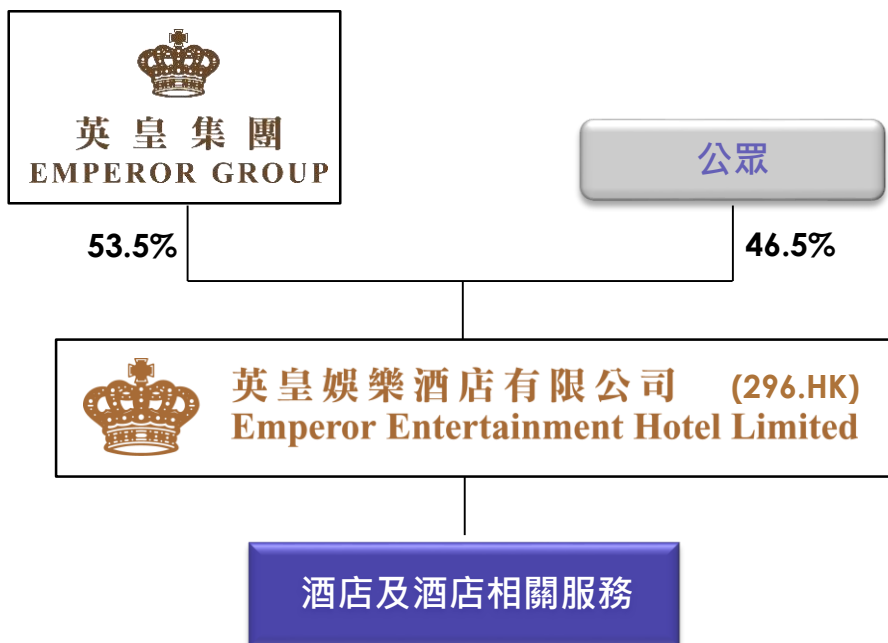 英皇集團
EMPEROR GROUP
公眾
53.5%
46.5%
英皇娛樂酒店有限公司 (296.HK)
Emperor Entertainment Hotel Limited
酒店及酒店相關服務